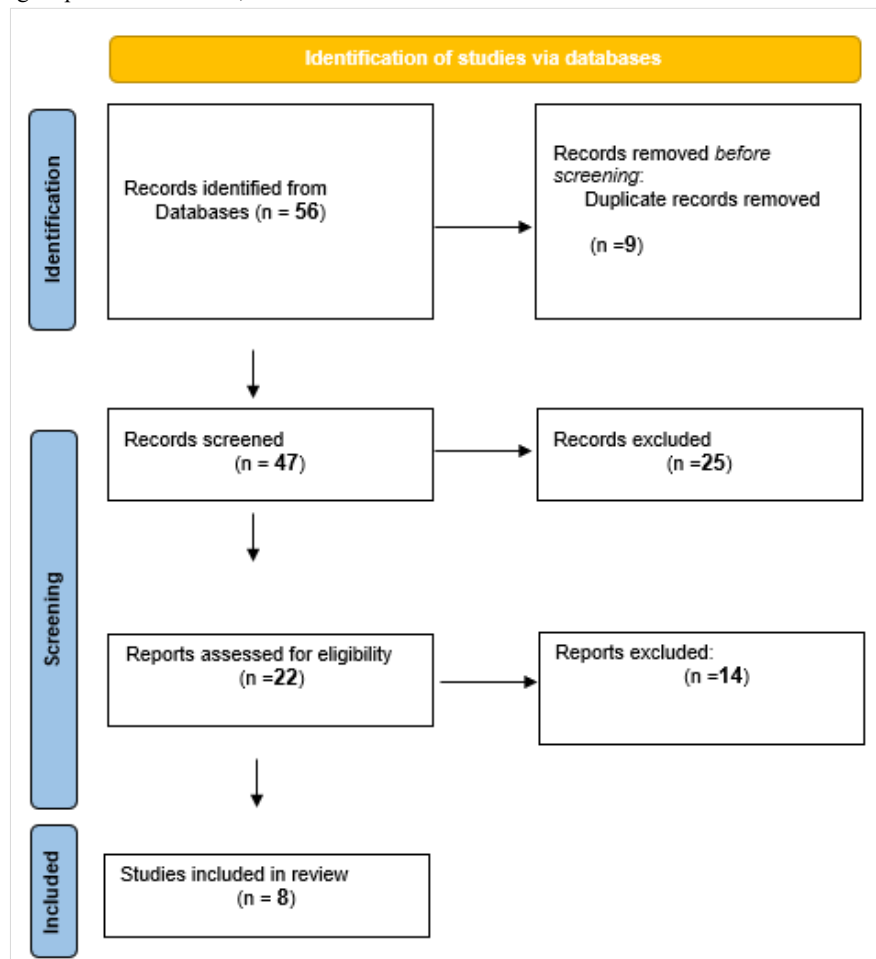 Identification of studies via databases
Identification
Records identified from
Databases (n = 56)
Records removed before
screening:
Duplicate records removed
(n =9)
Screening
Records screened
(n = 47)
Records excluded
(n =25)
Reports assessed for eligibility
(n =22)
Reports excluded:
(n =14)
Included
Studies included in review
(n = 8)